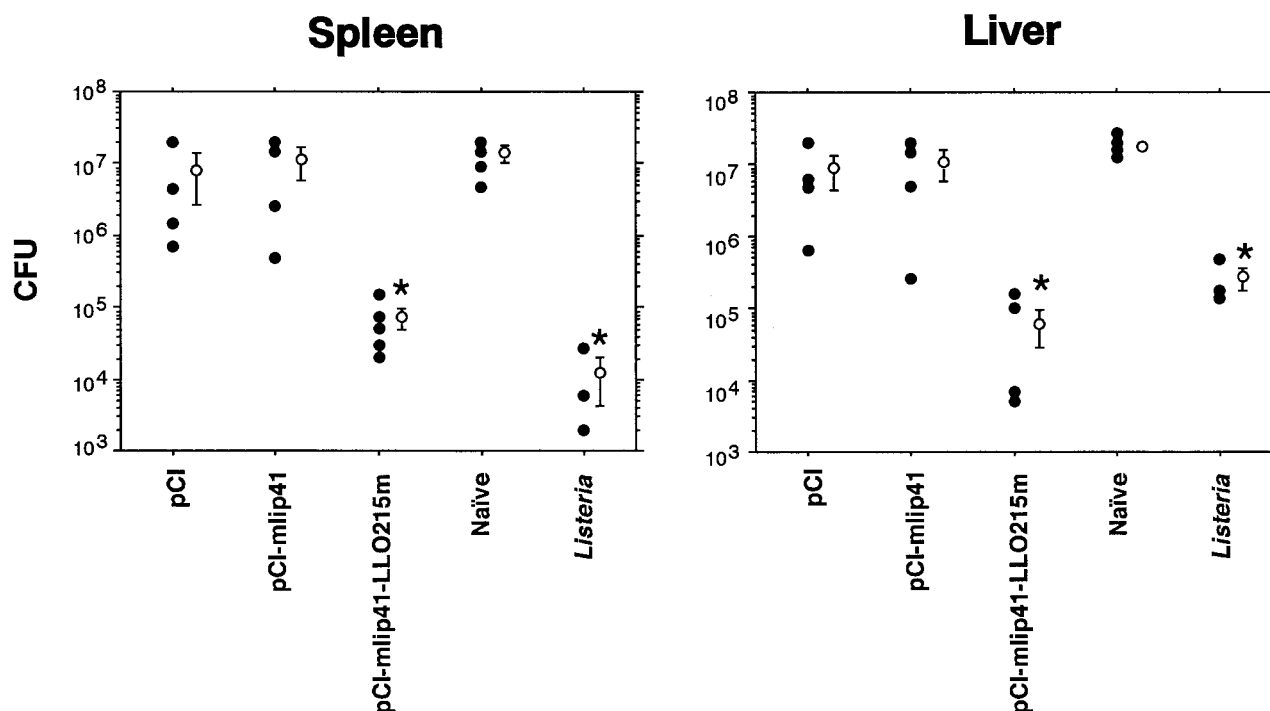 Spleen
Liver
CFU
10⁸
10⁷
10⁶
10⁵
10⁴
10³
*
*
pCI
pCI-mlip41
pCI-mlip41-LLO215m
Naïve
Listeria
10⁸
10⁷
10⁶
10⁵
10⁴
10³
*
*
pCI
pCI-mlip41
pCI-mlip41-LLO215m
Naïve
Listeria